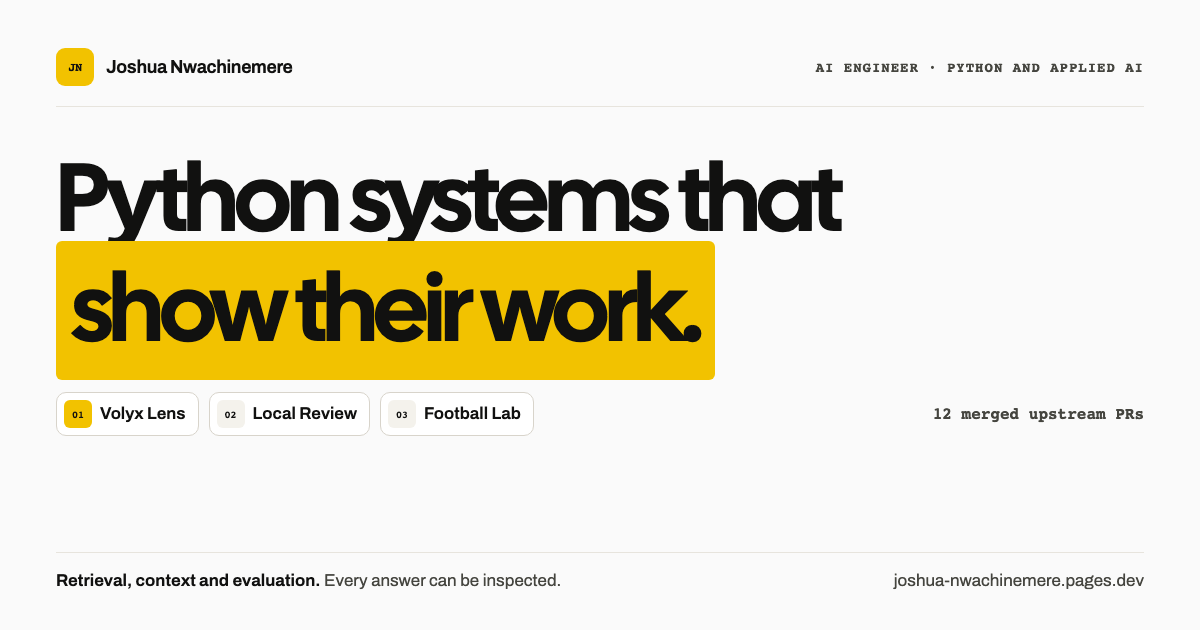 JN Joshua Nwachinemere
AI ENGINEER · PYTHON AND APPLIED AI
Python systems that
show their work.
01 Volyx Lens
02 Local Review
03 Football Lab
12 merged upstream PRs
Retrieval, context and evaluation. Every answer can be inspected.
joshua-nwachinemere.pages.dev